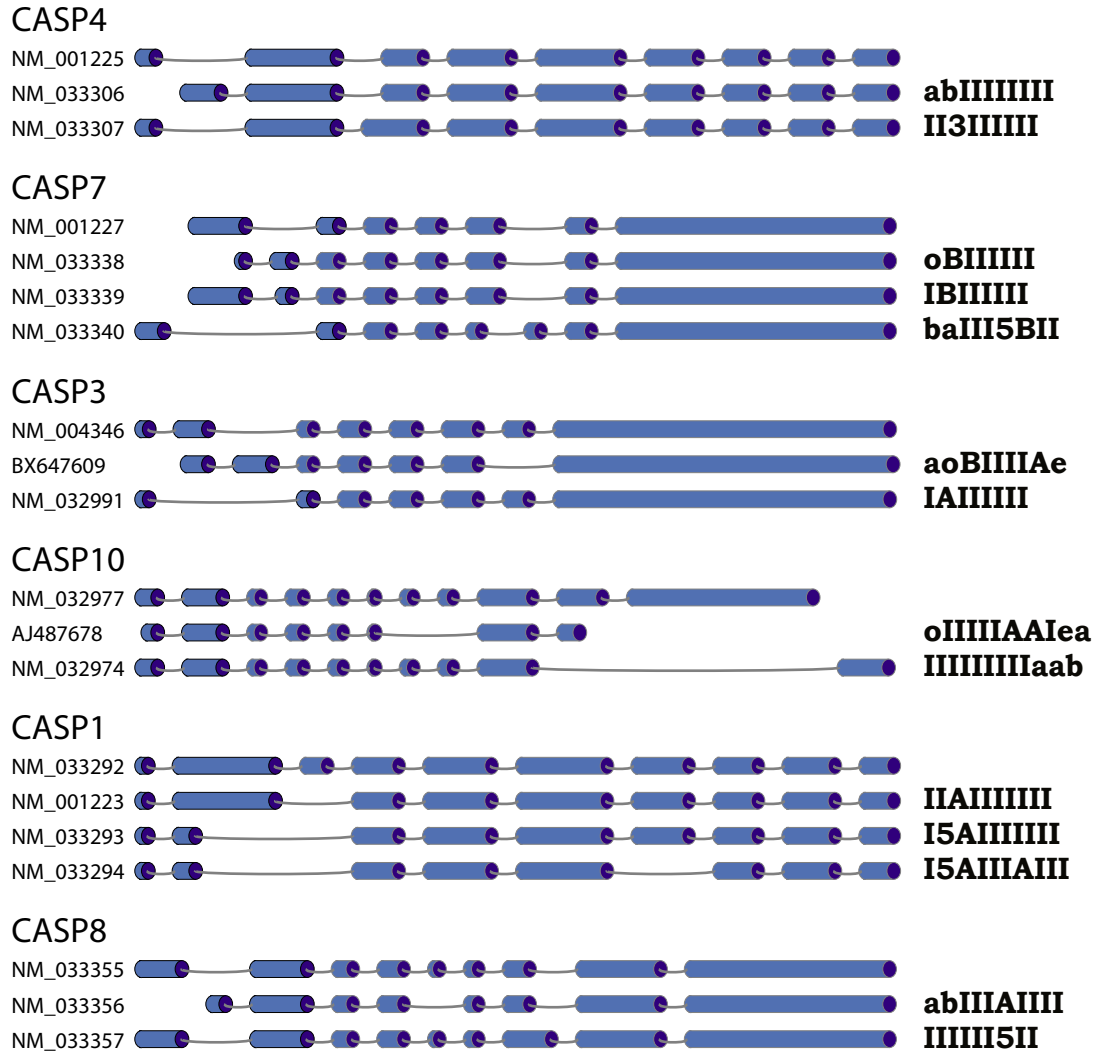 CASP4
NM_001225
NM_033306 abIIIIIIII
NM_033307 II3IIIIII
CASP7
NM_001227
NM_033338 oBIIIIII
NM_033339 IBIIIIII
NM_033340 baIII5BII
CASP3
NM_004346
BX647609 aoBIIIIAe
NM_032991 IAIIIIII
CASP10
NM_032977
AJ487678 oIIIIIAAIea
NM_032974 IIIIIIIIIaab
CASP1
NM_033292
NM_001223 IIAIIIIIII
NM_033293 I5AIIIIIII
NM_033294 I5AIIIAIII
CASP8
NM_033355
NM_033356 abIIIAIIII
NM_033357 IIIIII5II